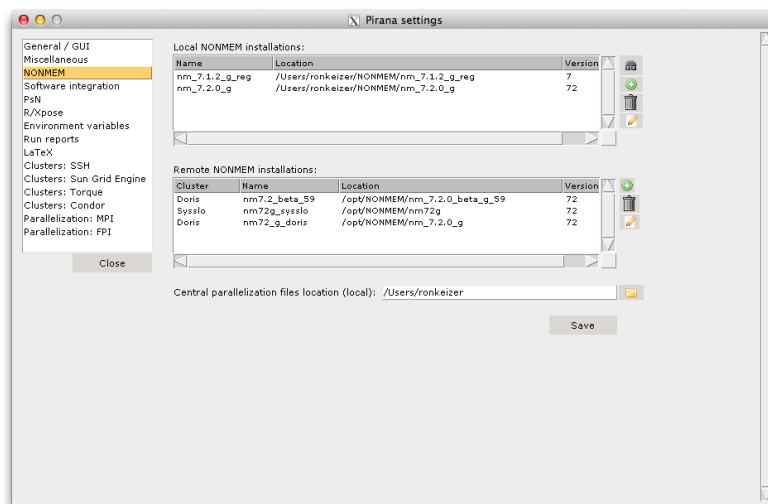 Pirana settings
General / GUI
Miscellaneous
NONMEM
Software integration
PsN
R/Xpose
Environment variables
Run reports
LaTeX
Clusters: SSH
Clusters: Sun Grid Engine
Clusters: Torque
Clusters: Condor
Parallelization: MPI
Parallelization: FPI
Close
Local NONMEM installations:
Name Location Version
nm_7.1.2_g_reg /Users/ronkeizer/NONMEM/nm_7.1.2_g_reg 7
nm_7.2.0_g /Users/ronkeizer/NONMEM/nm_7.2.0_g 72
Remote NONMEM installations:
Cluster Name Location Version
Doris nm7.2_beta_59 /opt/NONMEM/nm_7.2.0_beta_g_59 72
Sysslo nm72g_sysslo /opt/NONMEM/nm72g 72
Doris nm72_g_doris /opt/NONMEM/nm_7.2.0_g 72
Central parallelization files location (local): /Users/ronkeizer
Save